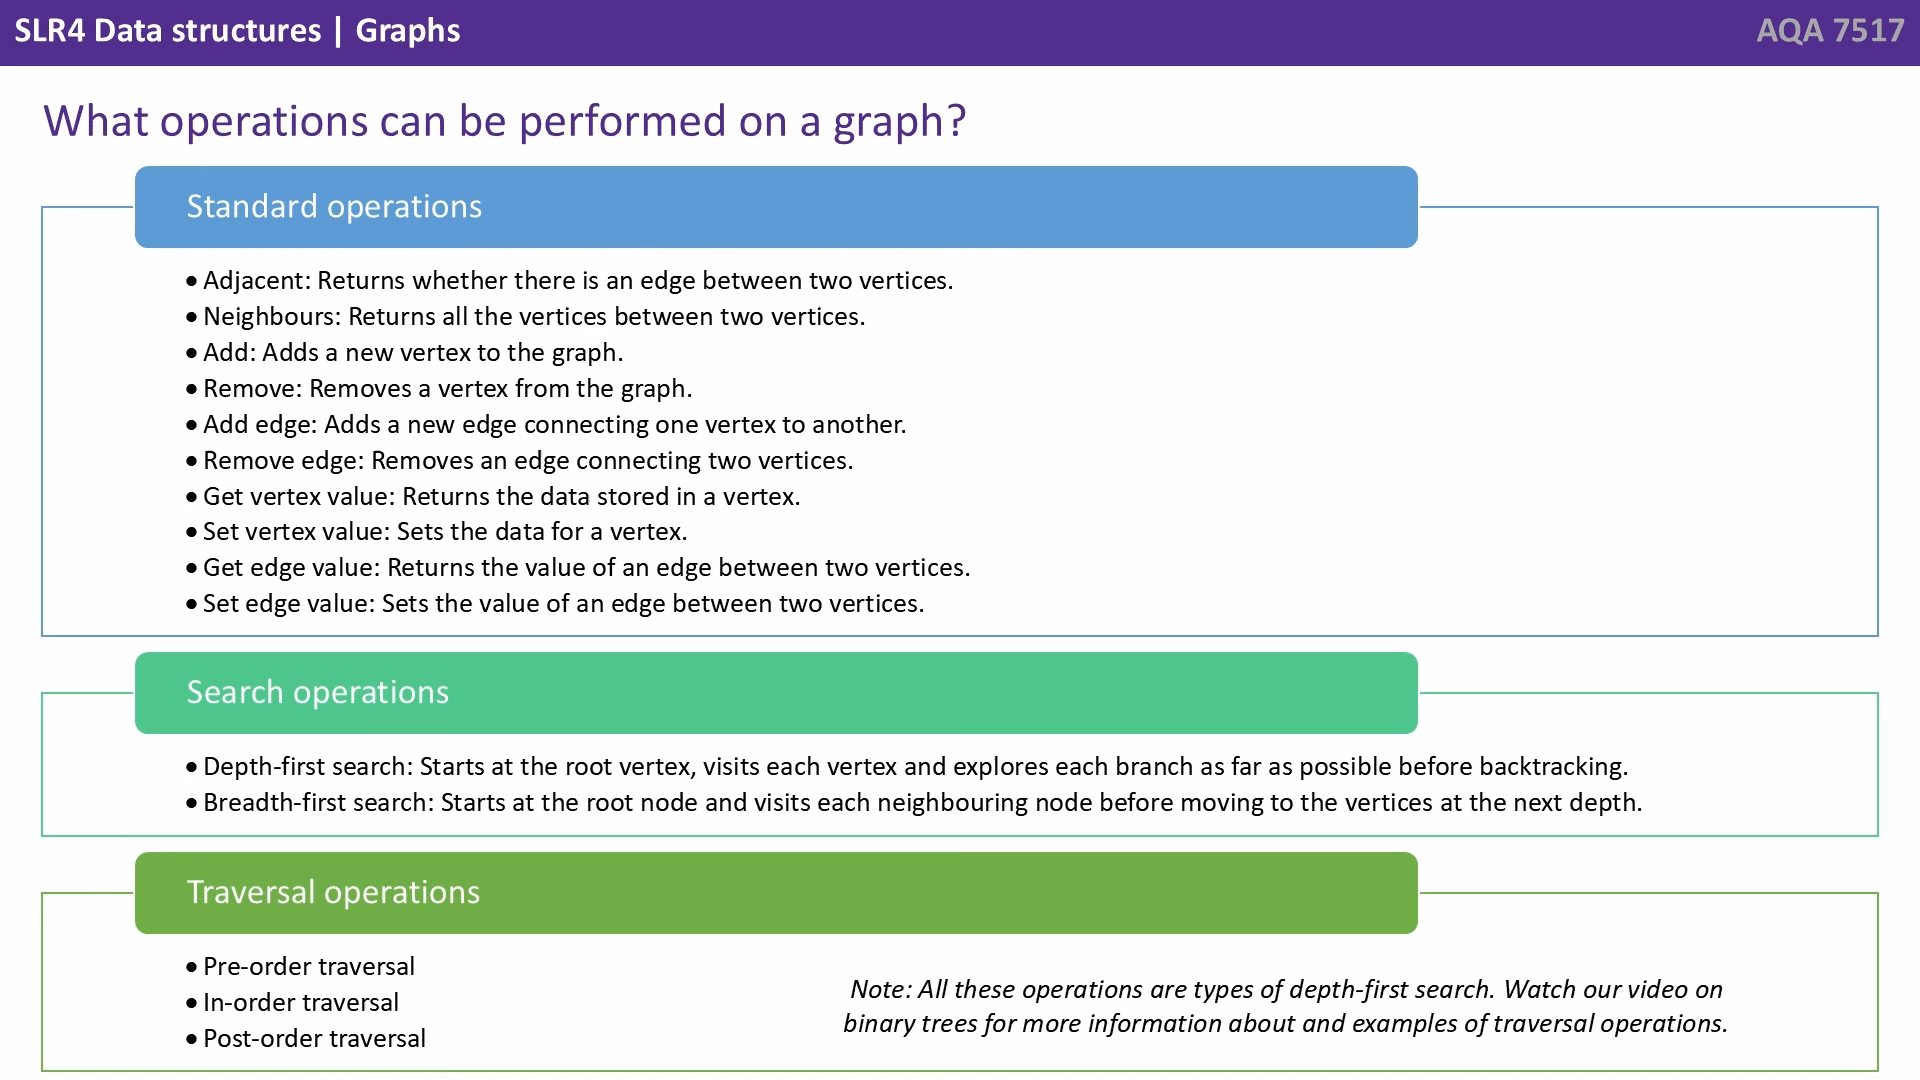 SLR4 Data structures | Graphs
AQA 7517
What operations can be performed on a graph?
Standard operations
• Adjacent: Returns whether there is an edge between two vertices.
• Neighbours: Returns all the vertices between two vertices.
• Add: Adds a new vertex to the graph.
• Remove: Removes a vertex from the graph.
• Add edge: Adds a new edge connecting one vertex to another.
• Remove edge: Removes an edge connecting two vertices.
• Get vertex value: Returns the data stored in a vertex.
• Set vertex value: Sets the data for a vertex.
• Get edge value: Returns the value of an edge between two vertices.
• Set edge value: Sets the value of an edge between two vertices.
Search operations
• Depth-first search: Starts at the root vertex, visits each vertex and explores each branch as far as possible before backtracking.
• Breadth-first search: Starts at the root node and visits each neighbouring node before moving to the vertices at the next depth.
Traversal operations
• Pre-order traversal
• In-order traversal
• Post-order traversal
Note: All these operations are types of depth-first search. Watch our video on
binary trees for more information about and examples of traversal operations.